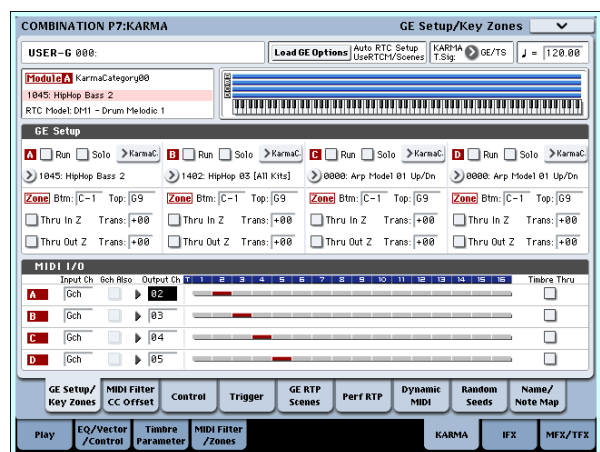 COMBINATION P7:KARMA GE Setup/Key Zones
USER-G 000: Load GE Options Auto RTC Setup UseRTCM/Scenes KARMA T.Sig: GE/TS ♩ = 120.00
Module A KarmaCategory00
1045: HipHop Bass 2
RTC Model: DM1 - Drum Melodic 1
A
B
C
D
GE Setup
A Run Solo KarmaC. B Run Solo KarmaC. C Run Solo KarmaC. D Run Solo KarmaC.
1045: HipHop Bass 2 1402: HipHop 03 [All Kits] 0000: Arp Model 01 Up/Dn 0000: Arp Model 01 Up/Dn
Zone Btm: C-1 Top: G9 Zone Btm: C-1 Top: G9 Zone Btm: C-1 Top: G9 Zone Btm: C-1 Top: G9
Thru In Z Trans: +00 Thru In Z Trans: +00 Thru In Z Trans: +00 Thru In Z Trans: +00
Thru Out Z Trans: +00 Thru Out Z Trans: +00 Thru Out Z Trans: +00 Thru Out Z Trans: +00
MIDI I/O
Input Ch Gch Also Output Ch T 1 2 3 4 5 6 7 8 9 10 11 12 13 14 15 16 Timbre Thru
A Gch 02
B Gch 03
C Gch 04
D Gch 05
GE Setup/ Key Zones MIDI Filter CC Offset Control Trigger GE RTP Scenes Perf RTP Dynamic MIDI Random Seeds Name/ Note Map
Play EQ/Vector /Control Timbre Parameter MIDI Filter /Zones KARMA IFX MFX/TFX